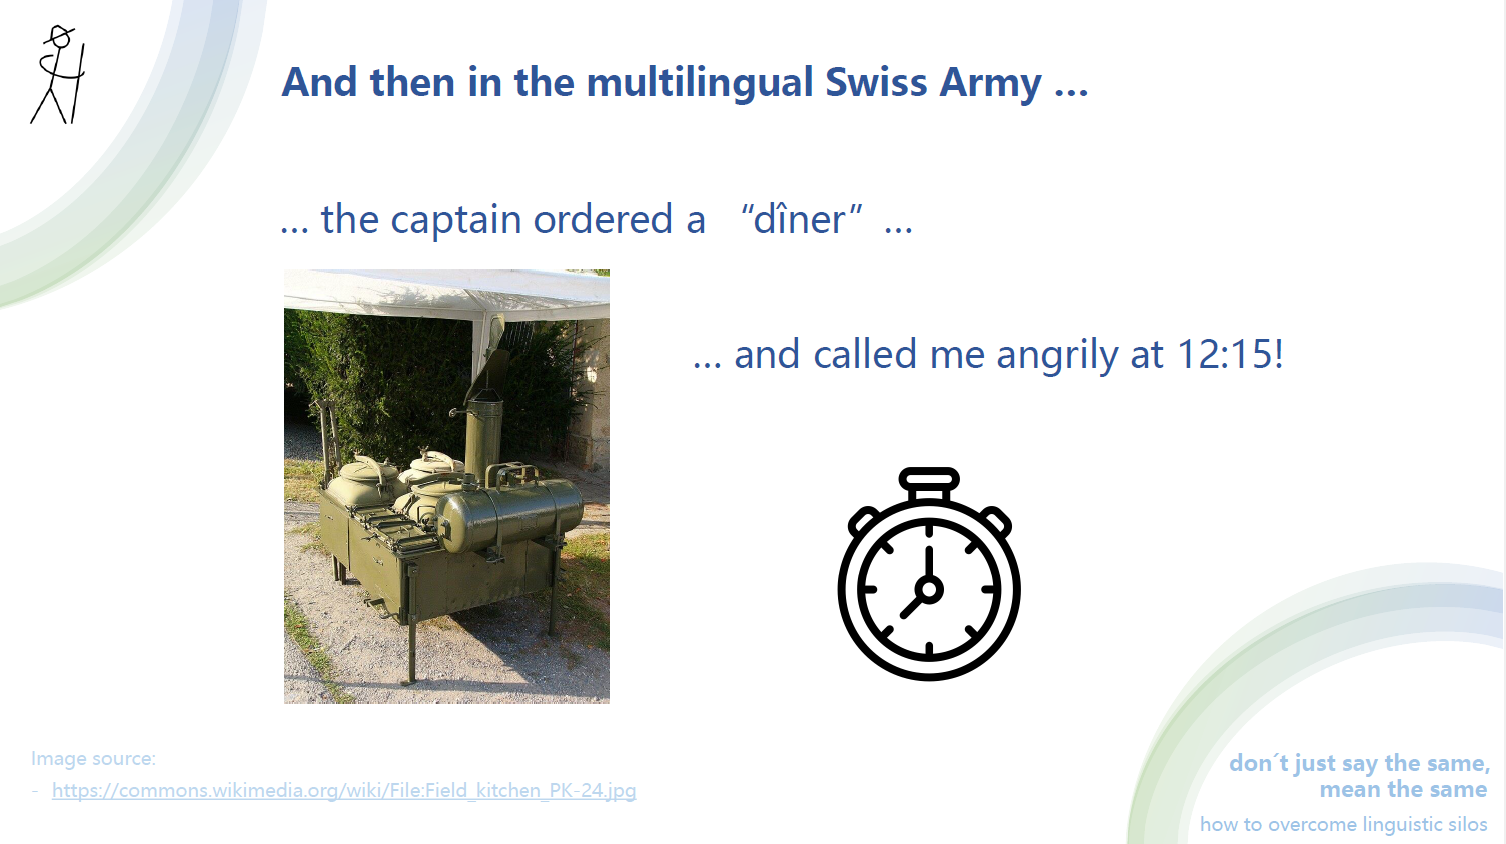 And then in the multilingual Swiss Army …
… the captain ordered a “dîner” …
… and called me angrily at 12:15!
Image source:
- https://commons.wikimedia.org/wiki/File:Field_kitchen_PK-24.jpg
don´t just say the same,
mean the same
how to overcome linguistic silos